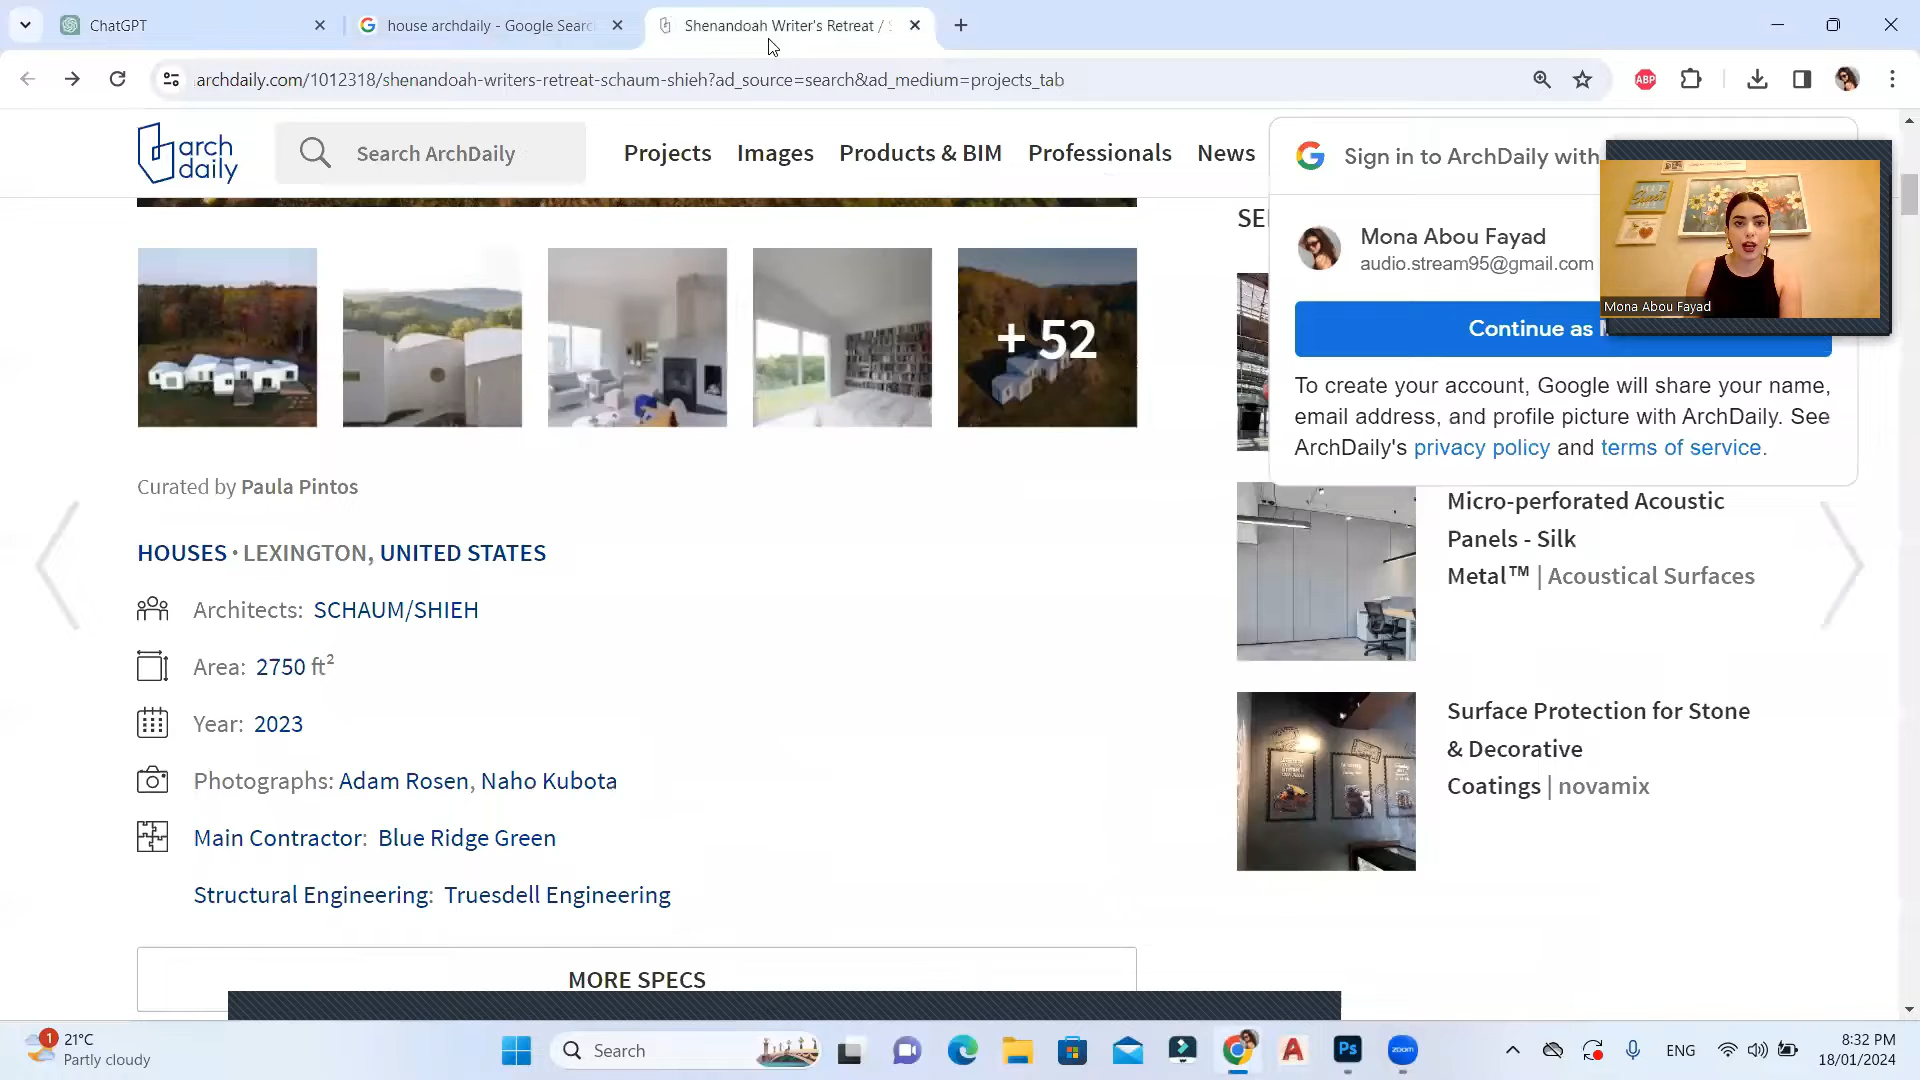 ChatGPT
house archdaily - Google Searc
Shenandoah Writer's Retreat / S
archdaily.com/1012318/shenandoah-writers-retreat-schaum-shieh?ad_source=search&ad_medium=projects_tab
ABP
arch
daily
Search ArchDaily
Projects
Images
Products & BIM
Professionals
News
Sign in to ArchDaily with
Mona Abou Fayad
audio.stream95@gmail.com
Continue as
To create your account, Google will share your name,
email address, and profile picture with ArchDaily. See
ArchDaily's privacy policy and terms of service.
Mona Abou Fayad
SE
+ 52
Curated by Paula Pintos
HOUSES • LEXINGTON, UNITED STATES
Architects: SCHAUM/SHIEH
Area: 2750 ft²
Year: 2023
Photographs: Adam Rosen, Naho Kubota
Main Contractor: Blue Ridge Green
Structural Engineering: Truesdell Engineering
MORE SPECS
Micro-perforated Acoustic
Panels - Silk
Metal™ | Acoustical Surfaces
Surface Protection for Stone
& Decorative
Coatings | novamix
1
21°C
Partly cloudy
Search
Ps
zoom
ENG
8:32 PM
18/01/2024